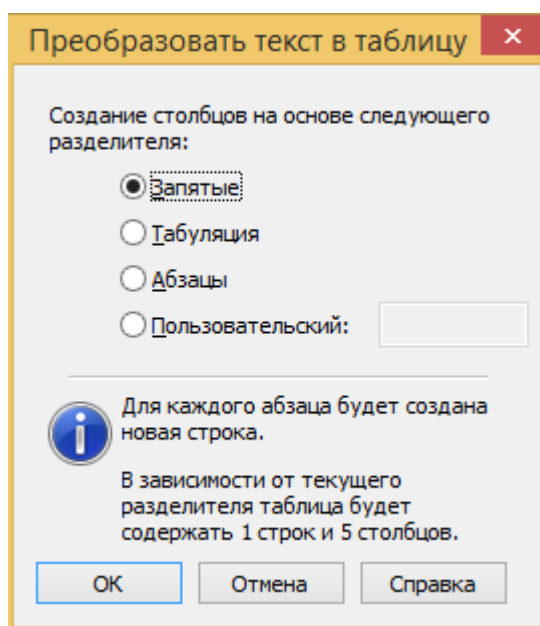 Преобразовать текст в таблицу
Создание столбцов на основе следующего
разделителя:
Запятые
Табуляция
Абзацы
Пользовательский:
Для каждого абзаца будет создана
новая строка.
В зависимости от текущего
разделителя таблица будет
содержать 1 строк и 5 столбцов.
ОК Отмена Справка